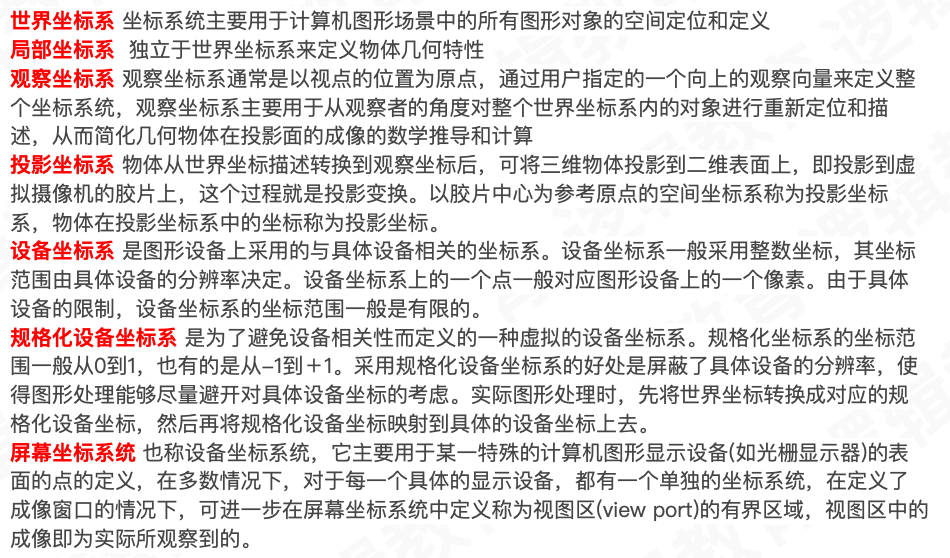 世界坐标系 坐标系统主要用于计算机图形场景中的所有图形对象的空间定位和定义
局部坐标系 独立于世界坐标系来定义物体几何特性
观察坐标系 观察坐标系通常是以视点的位置为原点，通过用户指定的一个向上的观察向量来定义整
个坐标系统，观察坐标系主要用于从观察者的角度对整个世界坐标系内的对象进行重新定位和描
述，从而简化几何物体在投影面的成像的数学推导和计算
投影坐标系 物体从世界坐标描述转换到观察坐标后，可将三维物体投影到二维表面上，即投影到虚
拟摄像机的胶片上，这个过程就是投影变换。以胶片中心为参考原点的空间坐标系称为投影坐标
系，物体在投影坐标系中的坐标称为投影坐标。
设备坐标系 是图形设备上采用的与具体设备相关的坐标系。设备坐标系一般采用整数坐标，其坐标
范围由具体设备的分辨率决定。设备坐标系上的一个点一般对应图形设备上的一个像素。由于具体
设备的限制，设备坐标系的坐标范围一般是有限的。
规格化设备坐标系 是为了避免设备相关性而定义的一种虚拟的设备坐标系。规格化坐标系的坐标范
围一般从0到1，也有的是从-1到＋1。采用规格化设备坐标系的好处是屏蔽了具体设备的分辨率，使
得图形处理能够尽量避开对具体设备坐标的考虑。实际图形处理时，先将世界坐标转换成对应的规
格化设备坐标，然后再将规格化设备坐标映射到具体的设备坐标上去。
屏幕坐标系统 也称设备坐标系统，它主要用于某一特殊的计算机图形显示设备(如光栅显示器)的表
面的点的定义，在多数情况下，对于每一个具体的显示设备，都有一个单独的坐标系统，在定义了
成像窗口的情况下，可进一步在屏幕坐标系统中定义称为视图区(view port)的有界区域，视图区中的
成像即为实际所观察到的。